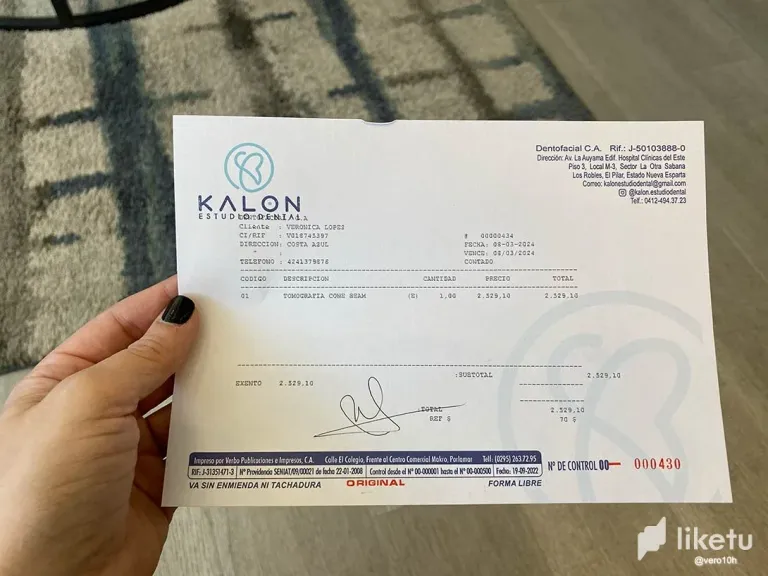 Dentofacial C.A. Rif.: J-50103888-0
Dirección: Av. La Auyama Edif. Hospital Clínicas del Este
Piso 3, Local M-3, Sector La Otra Sabana
Los Robles, El Pilar, Estado Nueva Esparta
Correo: kalonestudiodental@gmail.com
@kalon.estudiodental
Telf.: 0412-494.37.23
KALON
ESTUDIO DENTAL
Cliente : VERONICA LOPES
CI/RIF : V018745397
# 00000434
DIRECCION: COSTA AZUL
FECHA: 08-03-2024
VENCE: 08/03/2024
TELEFONO : 4241379876
CONTADO
CODIGO DESCRIPCION CANTIDAD PRECIO TOTAL
01 TOMOGRAFIA CONE BEAM (E) 1,00 2.529,10 2.529,10
:SUBTOTAL 2.529,10
EXENTO 2.529,10
:TOTAL 2.529,10
REF $ 70 $
Impreso por Verbo Publicaciones e Impresos, C.A. Calle El Colegio, Frente al Centro Comercial Makro, Porlamar Telf: (0295) 263.72.95
RIF: J-31351471-3 N° Providencia SENIAT/09/00021 de fecha 22-01-2008 Control desde el N° 00-000001 hasta el N° 00-000500 Fecha: 19-09-2022
N° DE CONTROL 00- 000430
VA SIN ENMIENDA NI TACHADURA ORIGINAL FORMA LIBRE
liketu
@vero10h